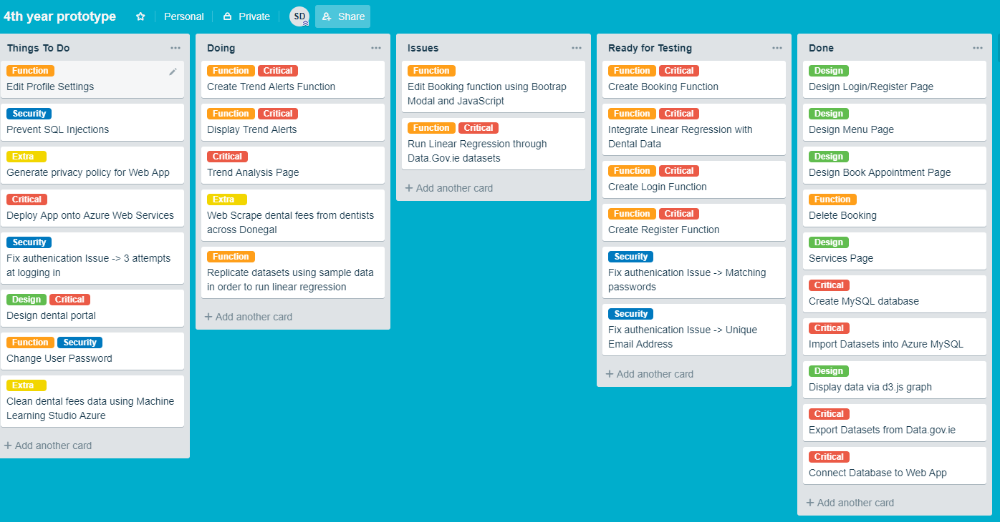 4th year prototype
Personal
Private
SD
Share
Things To Do
Function
Edit Profile Settings
Security
Prevent SQL Injections
Extra
Generate privacy policy for Web App
Critical
Deploy App onto Azure Web Services
Security
Fix authenication Issue -> 3 attempts
at logging in
Design Critical
Design dental portal
Function Security
Change User Password
Extra
Clean dental fees data using Machine
Learning Studio Azure
+ Add another card
Doing
Function Critical
Create Trend Alerts Function
Function Critical
Display Trend Alerts
Critical
Trend Analysis Page
Extra
Web Scrape dental fees from dentists
across Donegal
Function
Replicate datasets using sample data
in order to run linear regression
+ Add another card
Issues
Function
Edit Booking function using Bootrap
Modal and JavaScript
Function Critical
Run Linear Regression through
Data.Gov.ie datasets
+ Add another card
Ready for Testing
Function Critical
Create Booking Function
Function Critical
Integrate Linear Regression with
Dental Data
Function Critical
Create Login Function
Function Critical
Create Register Function
Security
Fix authenication Issue -> Matching
passwords
Security
Fix authenication Issue -> Unique
Email Address
+ Add another card
Done
Design
Design Login/Register Page
Design
Design Menu Page
Design
Design Book Appointment Page
Function
Delete Booking
Design
Services Page
Critical
Create MySQL database
Critical
Import Datasets into Azure MySQL
Design
Display data via d3.js graph
Critical
Export Datasets from Data.gov.ie
Critical
Connect Database to Web App
+ Add another card